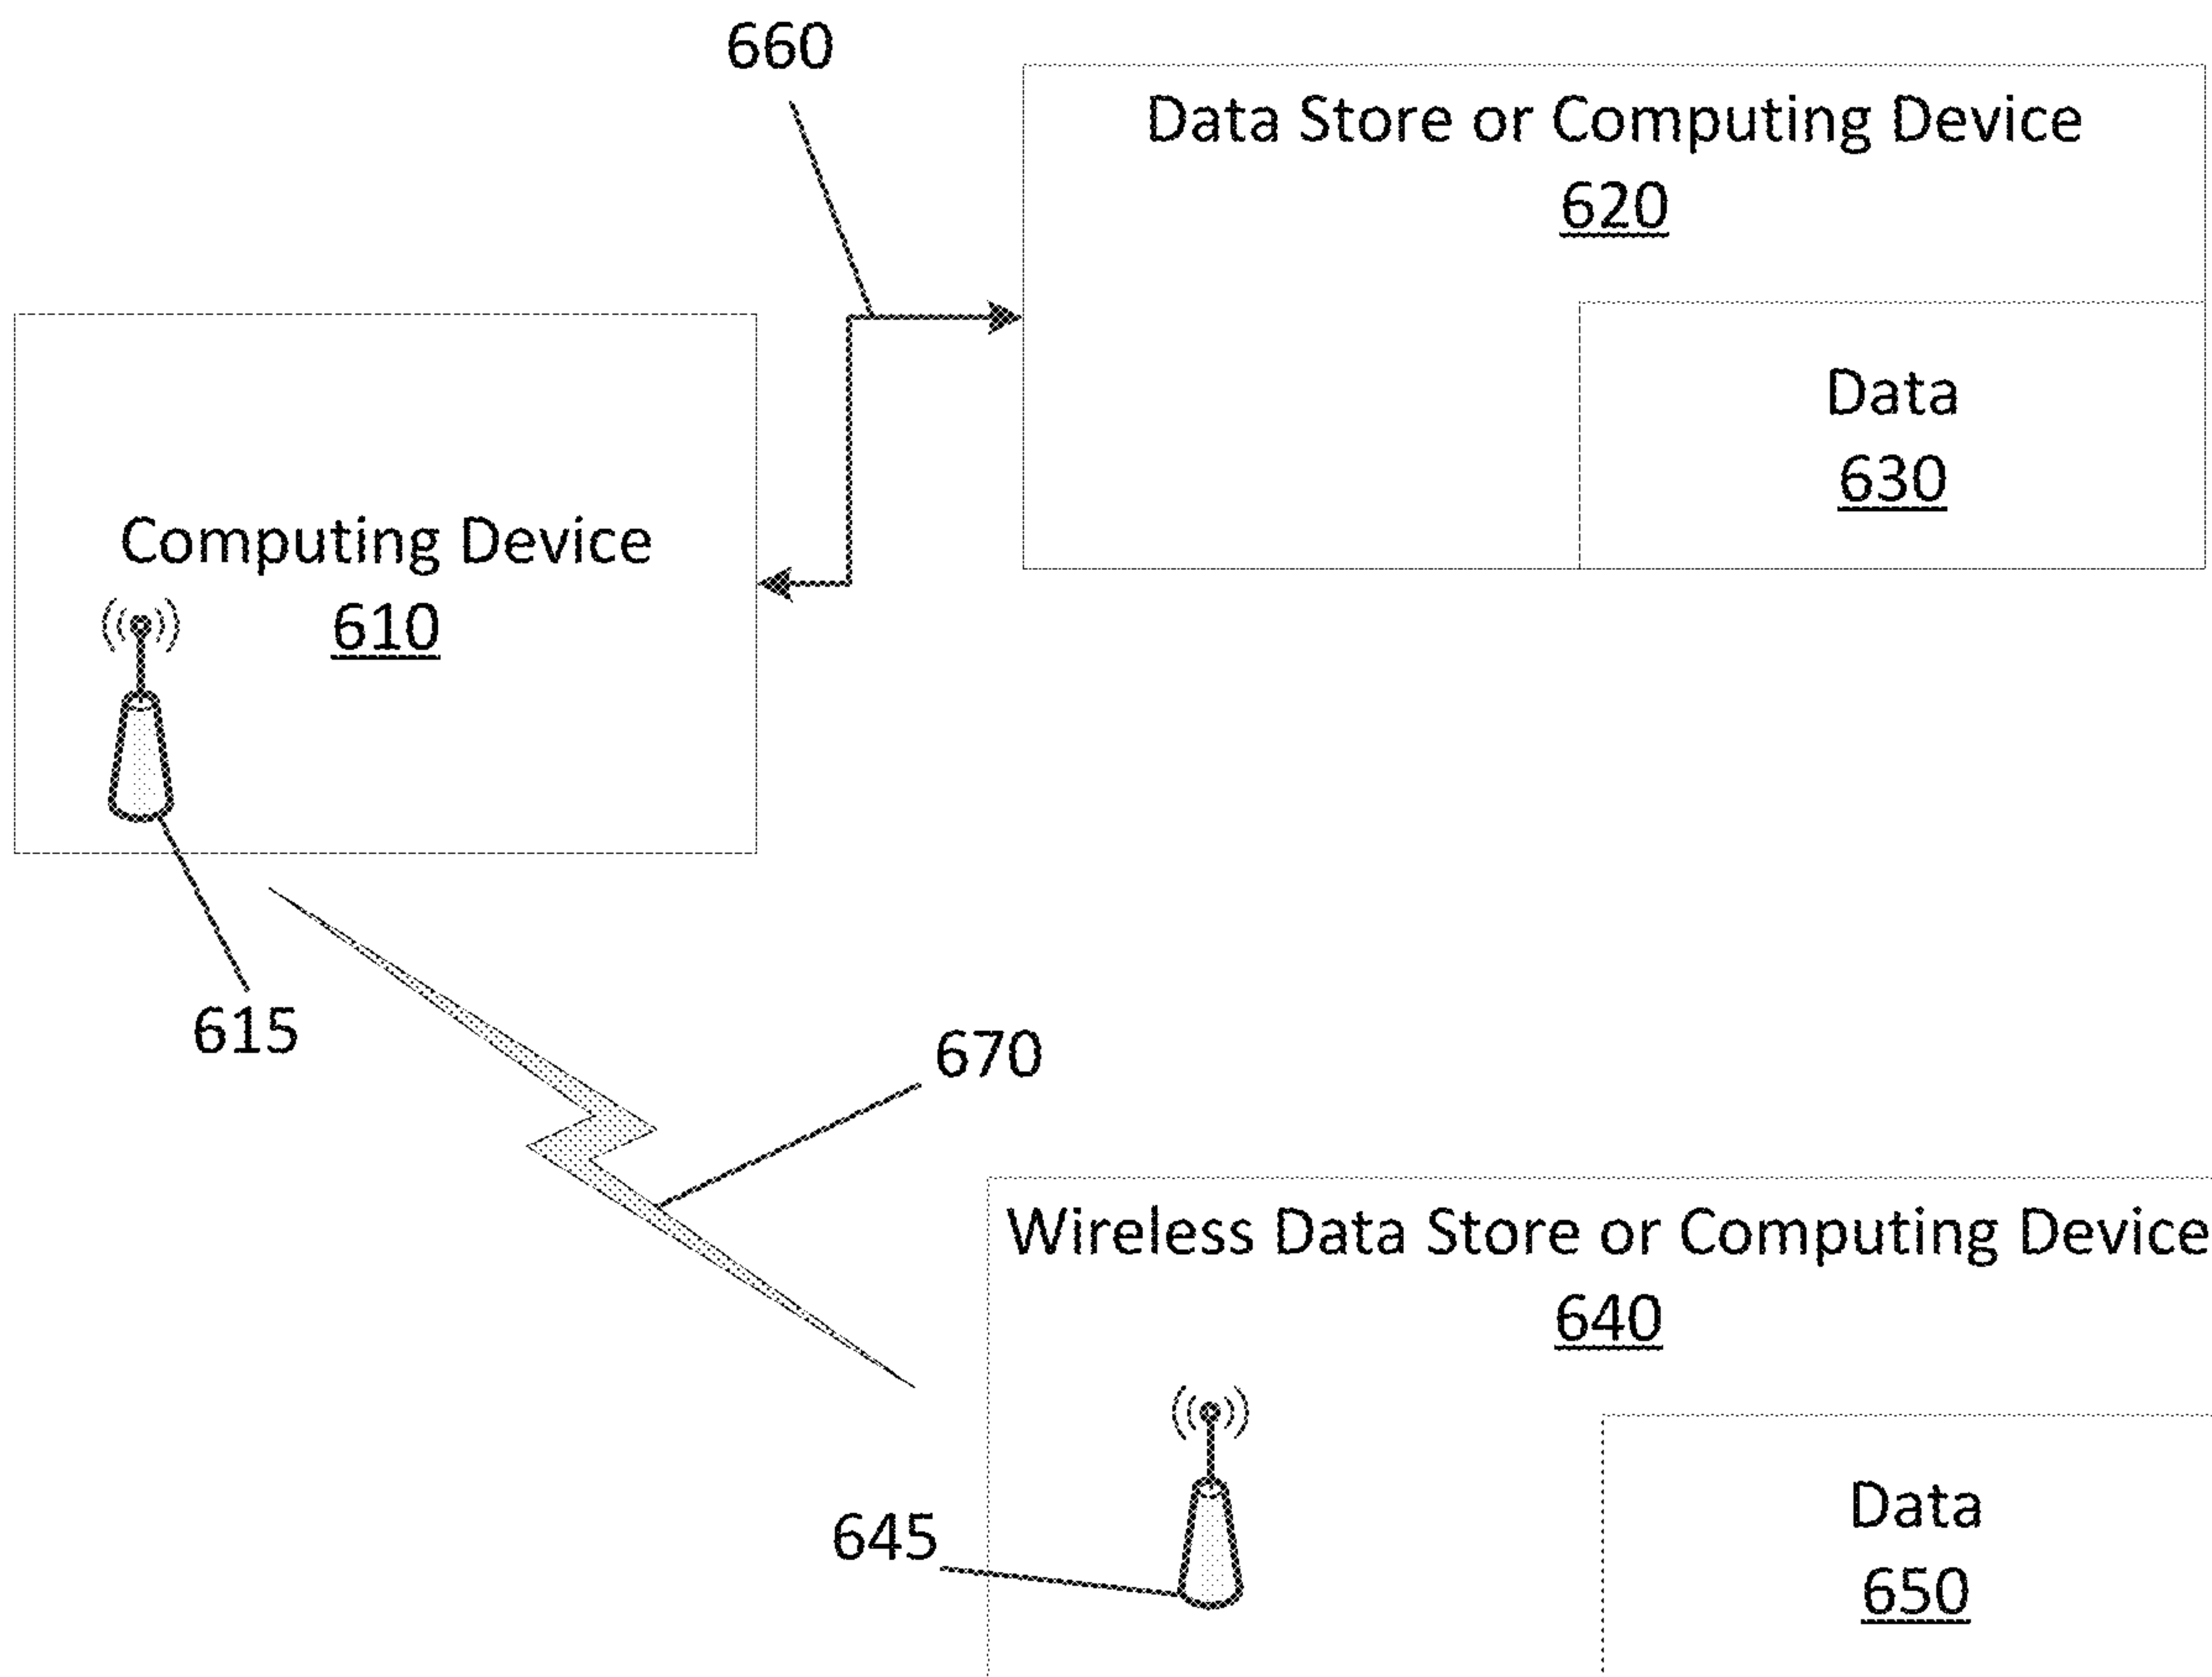 660
Data Store or Computing Device
620
Data
630
Computing Device
610
615
670
Wireless Data Store or Computing Device
640
645
Data
650